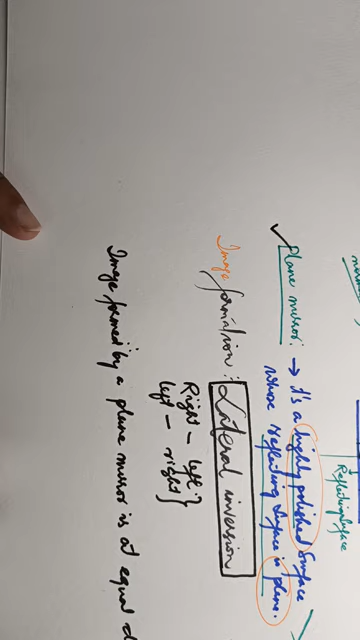 Reflecting surface
✓ Plane mirror: → it's a highly polished surface
whose reflecting surface is plane.
Image formation: Lateral inversion
Right - left }
left - right }
Image formed by a plane mirror is at equal